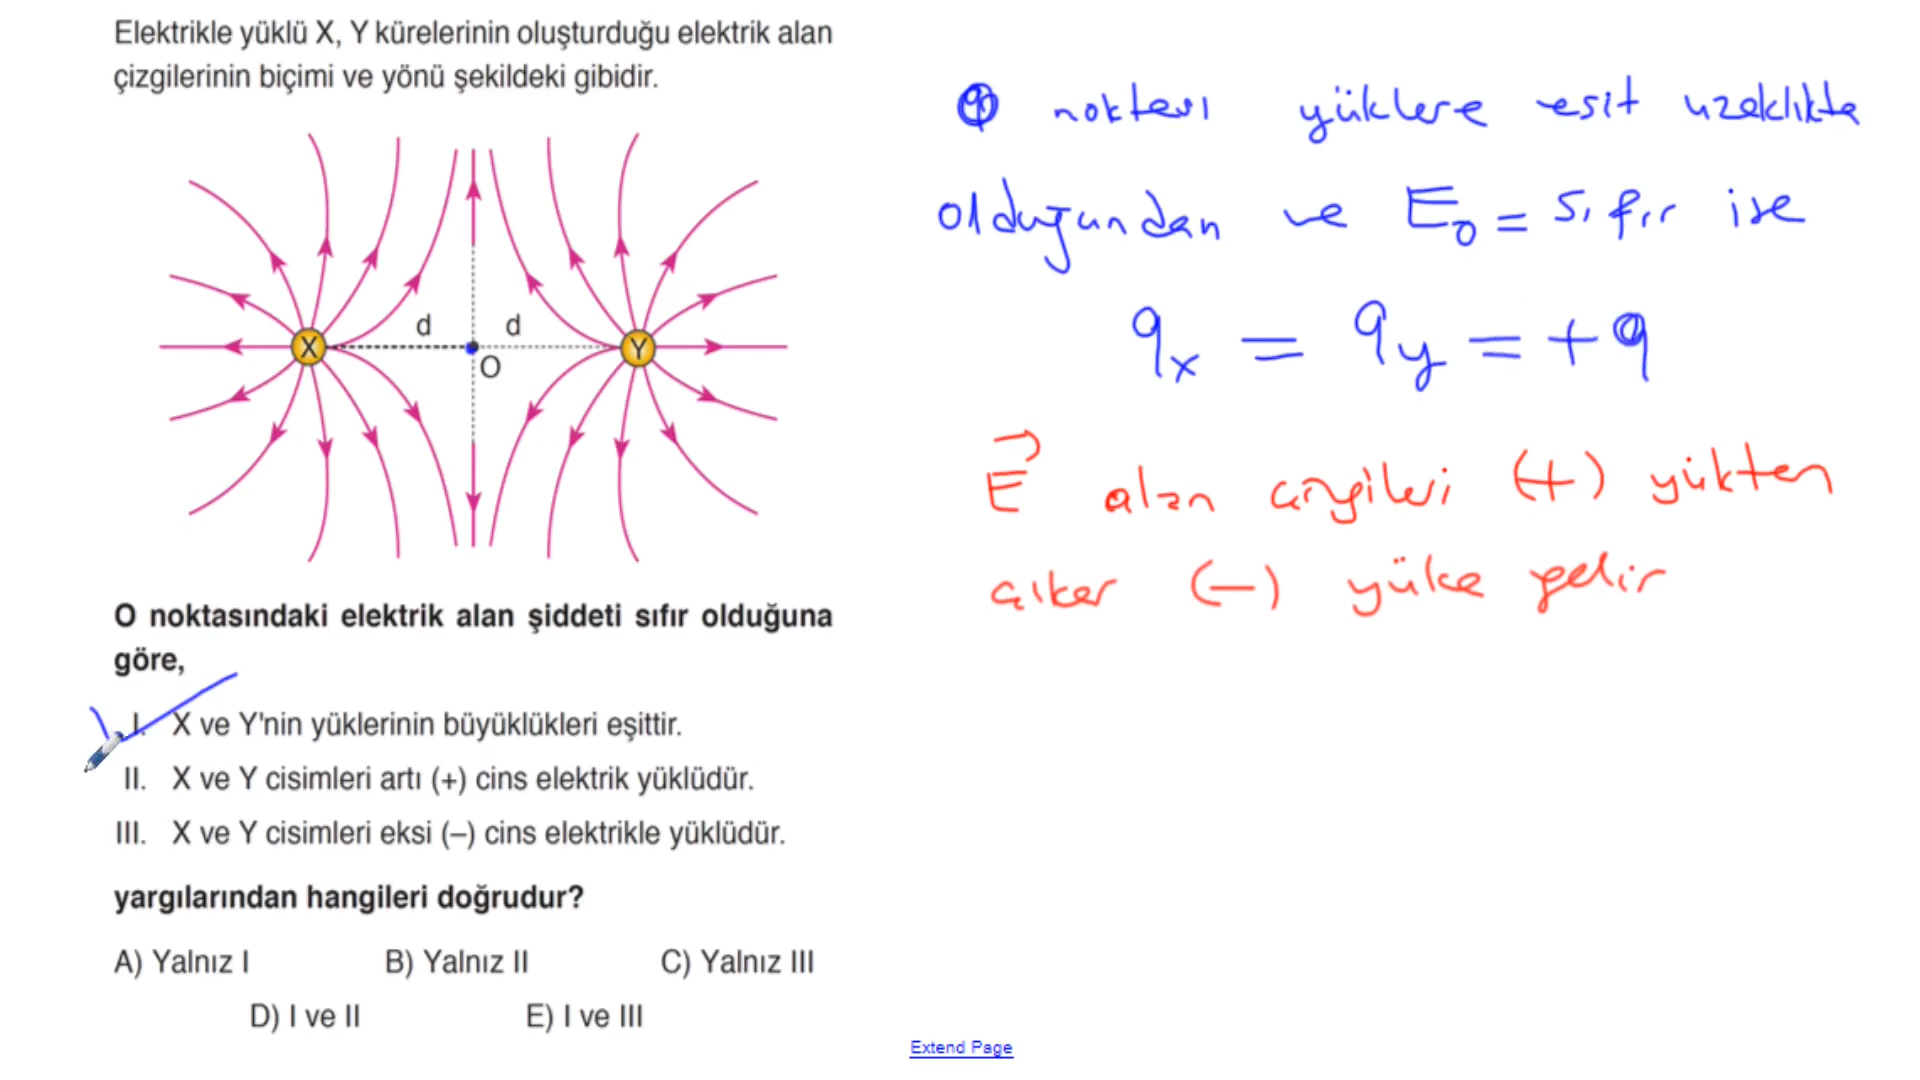 Elektrikle yüklü X, Y kürelerinin oluşturduğu elektrik alan
çizgilerinin biçimi ve yönü şekildeki gibidir.
d d
X Y
O
O noktasındaki elektrik alan şiddeti sıfır olduğuna
göre,
I. X ve Y'nin yüklerinin büyüklükleri eşittir.
II. X ve Y cisimleri artı (+) cins elektrik yüklüdür.
III. X ve Y cisimleri eksi (–) cins elektrikle yüklüdür.
yargılarından hangileri doğrudur?
A) Yalnız I B) Yalnız II C) Yalnız III
D) I ve II E) I ve III
noktası yüklere eşit uzaklıkta
olduğundan ve E₀ = sıfır ise
qx = qy = +q
E alan çizgileri (+) yükten
çıkar (−) yüke gelir
Extend Page